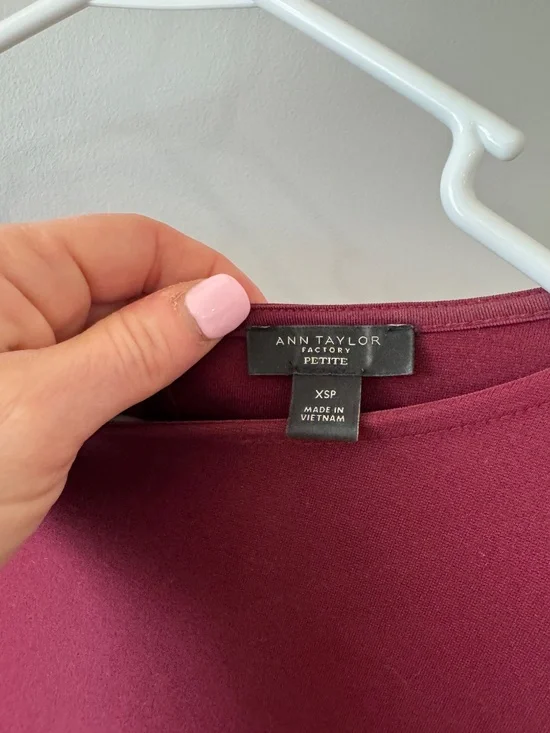 ANN TAYLOR
FACTORY
PETITE
XSP
MADE IN
VIETNAM